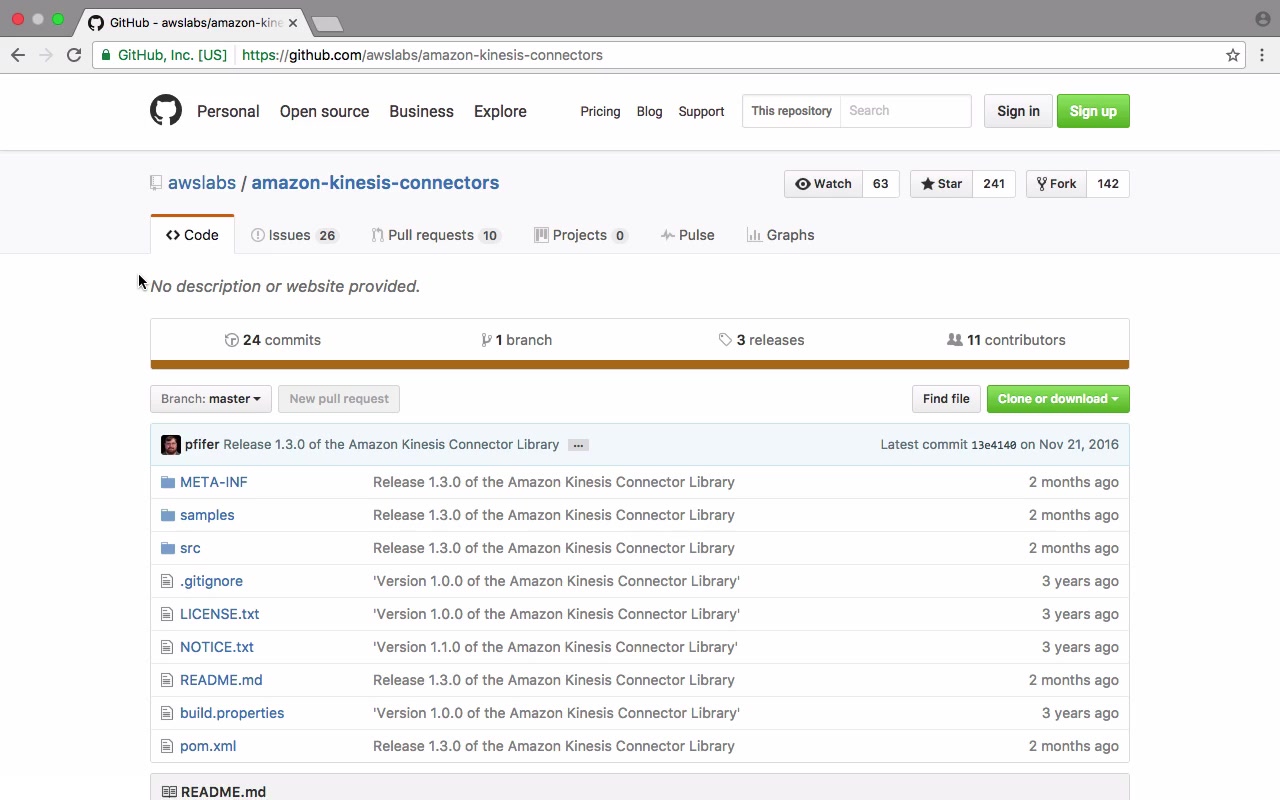 GitHub - awslabs/amazon-kine
GitHub, Inc. [US] https://github.com/awslabs/amazon-kinesis-connectors
Personal Open source Business Explore Pricing Blog Support This repository Search Sign in Sign up
awslabs / amazon-kinesis-connectors Watch 63 Star 241 Fork 142
Code Issues 26 Pull requests 10 Projects 0 Pulse Graphs
No description or website provided.
24 commits 1 branch 3 releases 11 contributors
Branch: master New pull request Find file Clone or download
pfifer Release 1.3.0 of the Amazon Kinesis Connector Library ... Latest commit 13e4140 on Nov 21, 2016
META-INF Release 1.3.0 of the Amazon Kinesis Connector Library 2 months ago
samples Release 1.3.0 of the Amazon Kinesis Connector Library 2 months ago
src Release 1.3.0 of the Amazon Kinesis Connector Library 2 months ago
.gitignore 'Version 1.0.0 of the Amazon Kinesis Connector Library' 3 years ago
LICENSE.txt 'Version 1.0.0 of the Amazon Kinesis Connector Library' 3 years ago
NOTICE.txt 'Version 1.1.0 of the Amazon Kinesis Connector Library' 3 years ago
README.md Release 1.3.0 of the Amazon Kinesis Connector Library 2 months ago
build.properties 'Version 1.0.0 of the Amazon Kinesis Connector Library' 3 years ago
pom.xml Release 1.3.0 of the Amazon Kinesis Connector Library 2 months ago
README.md